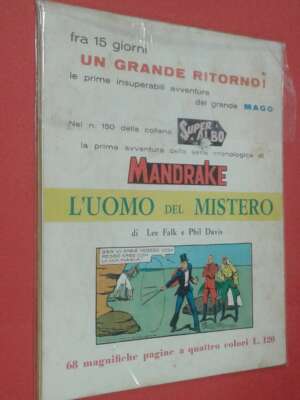 fra 15 giorni
UN GRANDE RITORNO!
le prime insuperabili avventure
del grande MAGO
Nel n. 150 della collana SUPER ALBO
la prima avventura della serie cronologica di
MANDRAKE
L'UOMO DEL MISTERO
di Lee Falk e Phil Davis
68 magnifiche pagine a quattro colori L. 120